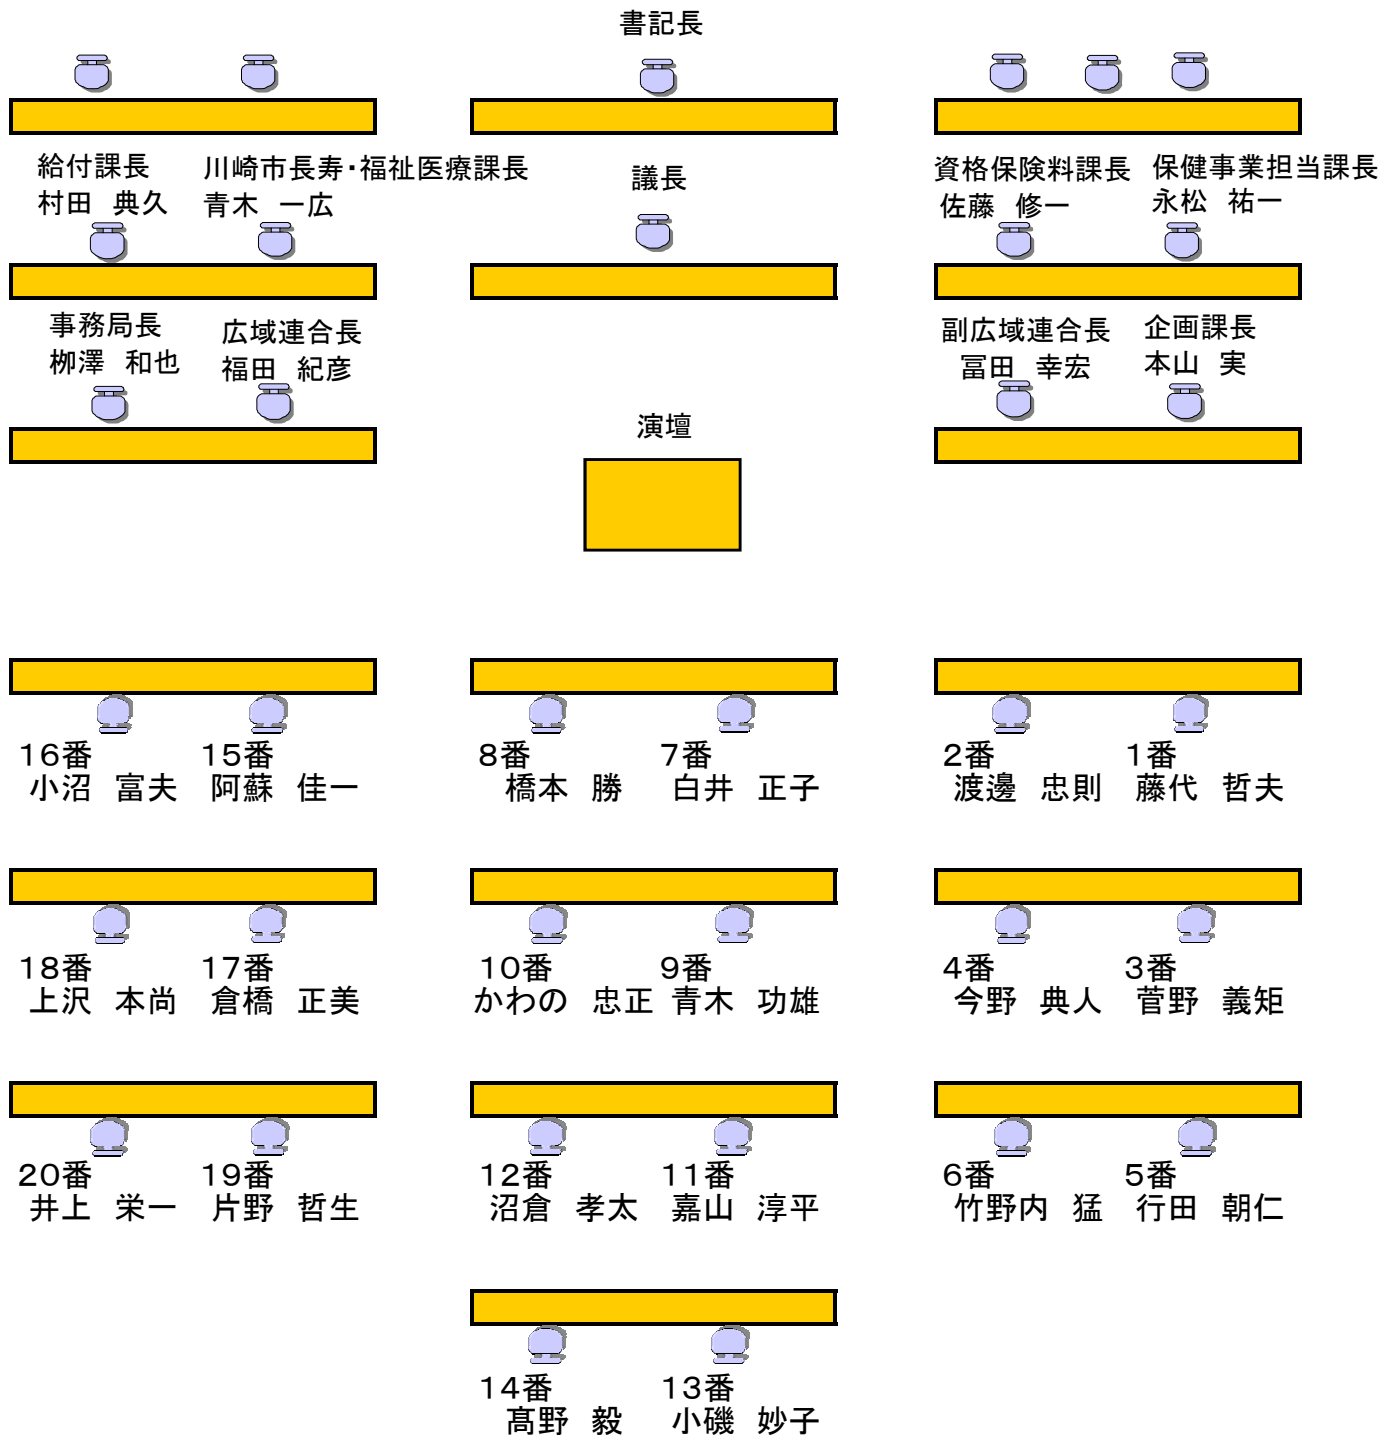 書記長
給付課長
村田　典久
川崎市長寿・福祉医療課長
青木　一広
議長
資格保険料課長
佐藤　修一
保健事業担当課長
永松　祐一
事務局長
栁澤　和也
広域連合長
福田　紀彦
副広域連合長
冨田　幸宏
企画課長
本山　実
演壇
16番
小沼　富夫
15番
阿蘇　佳一
8番
橋本　勝
7番
白井　正子
2番
渡邊　忠則
1番
藤代　哲夫
18番
上沢　本尚
17番
倉橋　正美
10番
かわの　忠正
9番
青木　功雄
4番
今野　典人
3番
菅野　義矩
20番
井上　栄一
19番
片野　哲生
12番
沼倉　孝太
11番
嘉山　淳平
6番
竹野内　猛
5番
行田　朝仁
14番
髙野　毅
13番
小磯　妙子